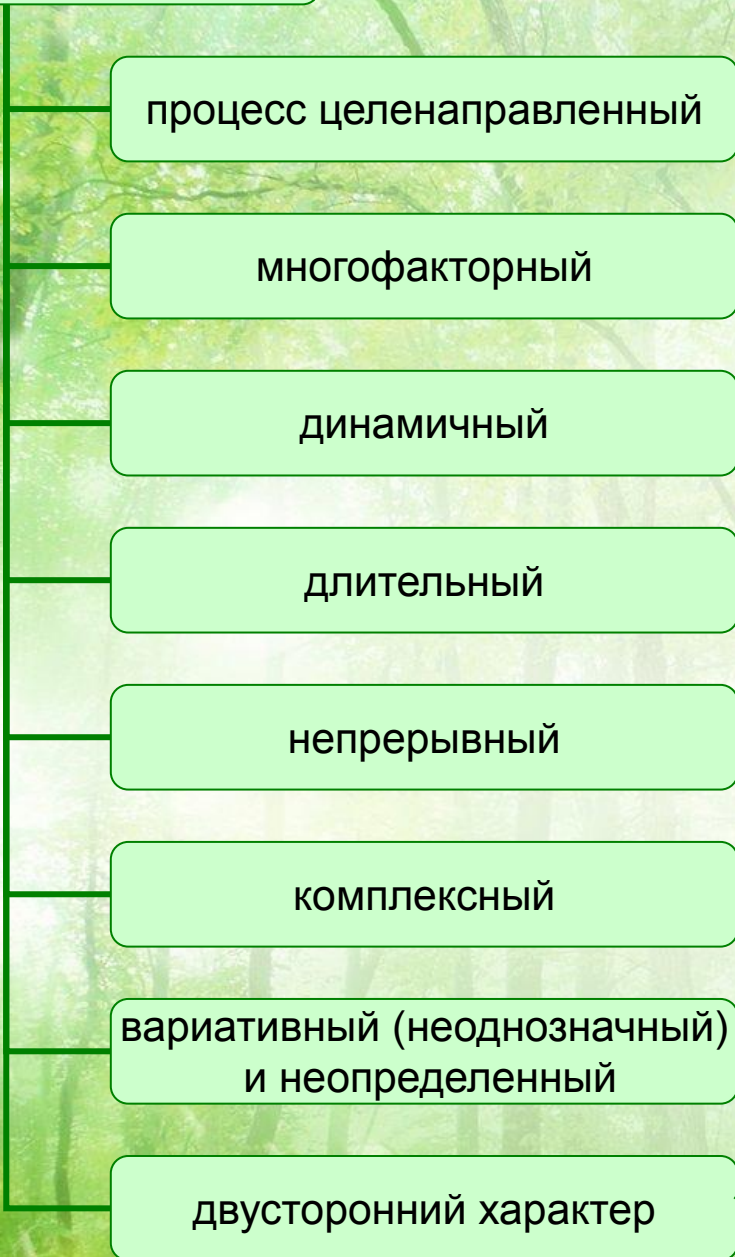 процесс целенаправленный
многофакторный
динамичный
длительный
непрерывный
комплексный
вариативный (неоднозначный)
и неопределенный
двусторонний характер